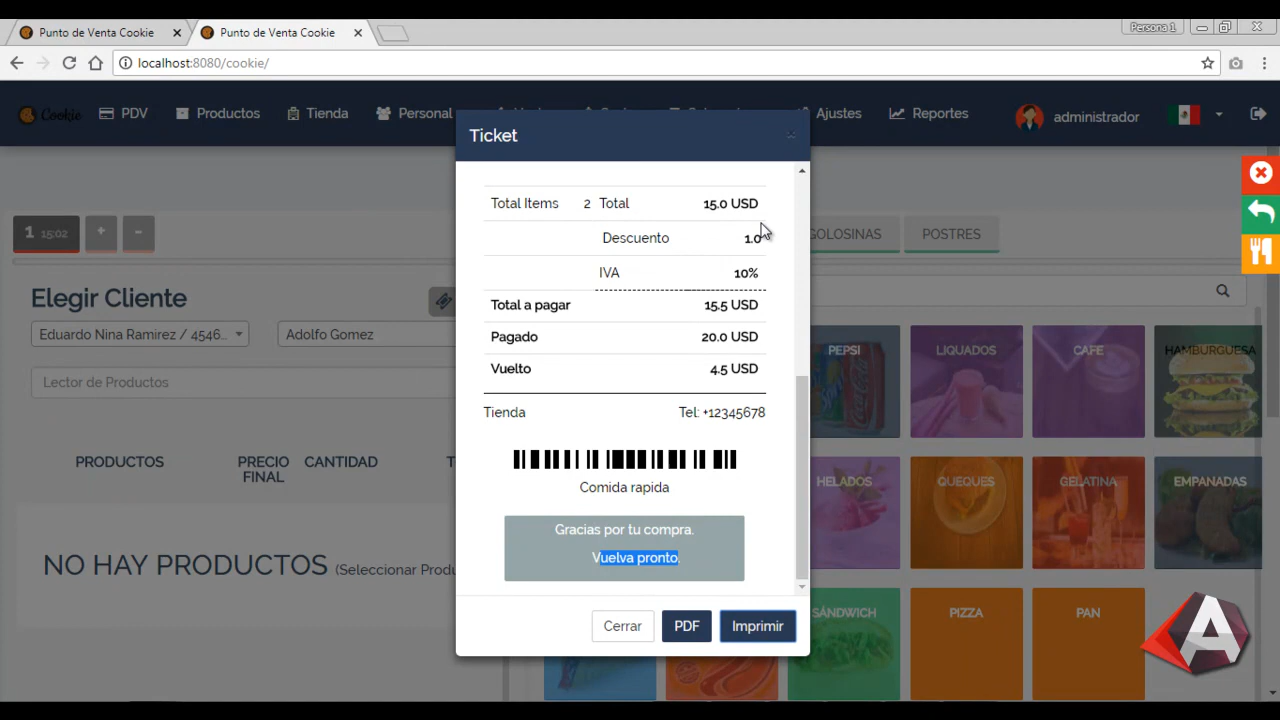 Punto de Venta Cookie
Punto de Venta Cookie
Persona 1
localhost:8080/cookie/
Cookie
PDV
Productos
Tienda
Personal
Ajustes
Reportes
administrador
Ticket
Total Items 2 Total 15.0 USD
Descuento 1.0
IVA 10%
Total a pagar 15.5 USD
Pagado 20.0 USD
Vuelto 4.5 USD
Tienda Tel: +12345678
Comida rapida
Gracias por tu compra.
Vuelva pronto.
Cerrar
PDF
Imprimir
1 15:02
+
-
Elegir Cliente
Eduardo Nina Ramirez / 4546...
Adolfo Gomez
Lector de Productos
PRODUCTOS
PRECIO
FINAL
CANTIDAD
T
NO HAY PRODUCTOS (Seleccionar Produ
GOLOSINAS
POSTRES
PEPSI
LIQUADOS
CAFE
HAMBURGUESA
HELADOS
QUEQUES
GELATINA
EMPANADAS
SÁNDWICH
PIZZA
PAN
A